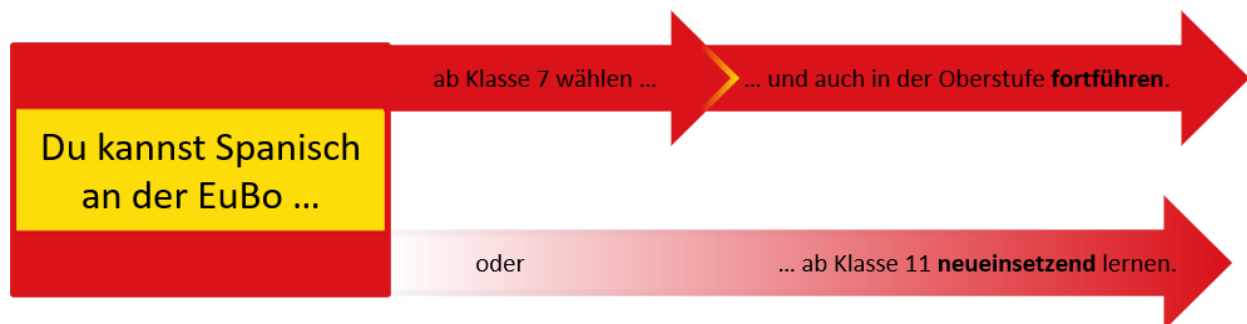 Du kannst Spanisch
an der EuBo …
ab Klasse 7 wählen …
… und auch in der Oberstufe fortführen.
oder
… ab Klasse 11 neueinsetzend lernen.